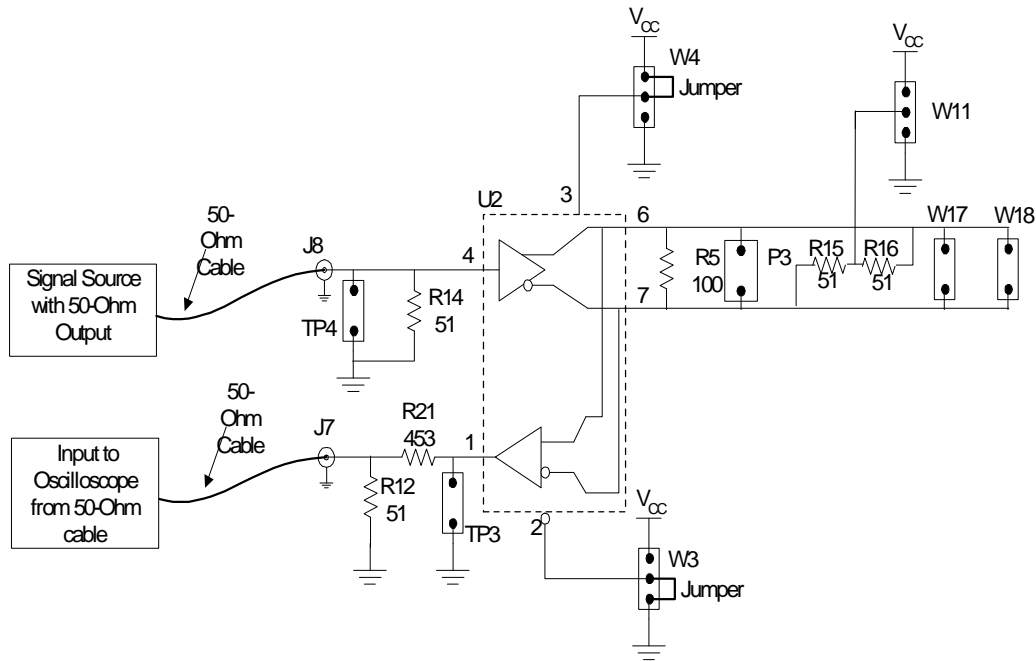 VCC
W4
Jumper
VCC
W11
3
U2
6
W17
W18
50-
Ohm
Cable
J8
4
R5
100
P3
R15
51
R16
51
Signal Source
with 50-Ohm
Output
TP4
R14
51
7
50-
Ohm
Cable
J7
R21
453
1
Input to
Oscilloscope
from 50-Ohm
cable
R12
51
TP3
2
VCC
W3
Jumper